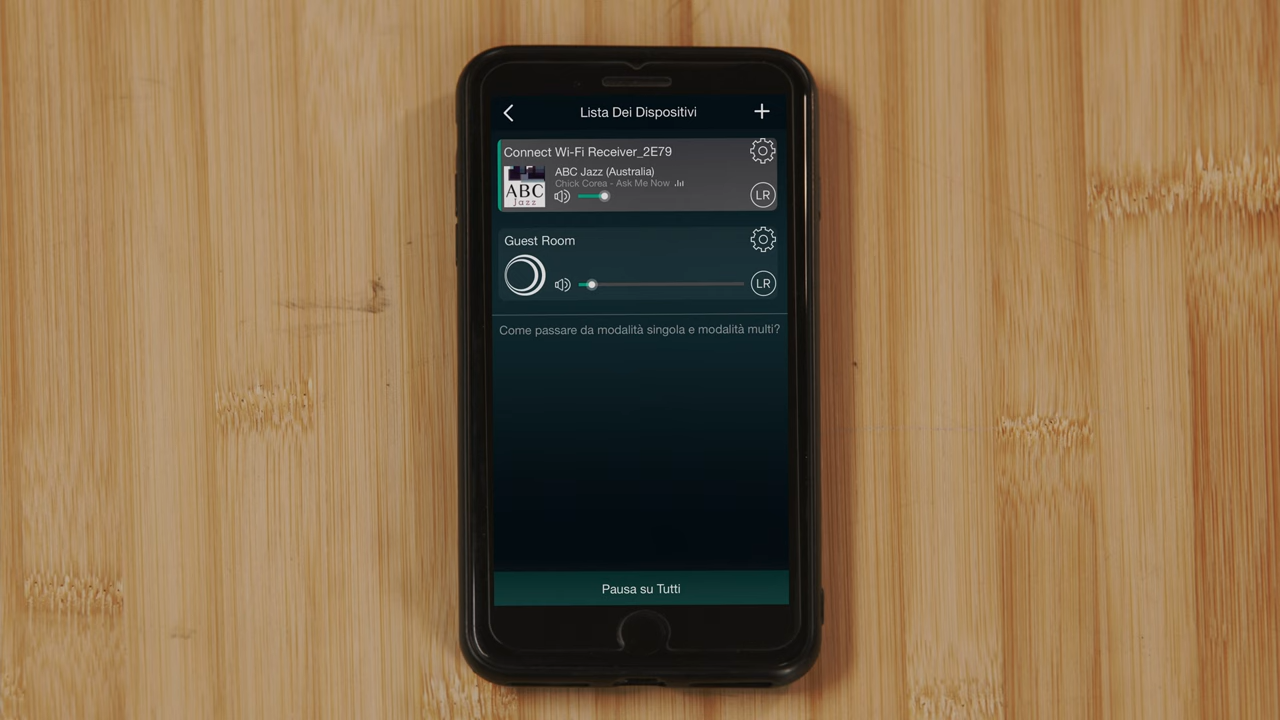 Lista Dei Dispositivi
Connect Wi-Fi Receiver_2E79
ABC Jazz (Australia)
Chick Corea - Ask Me Now
ABC
jazz
LR
Guest Room
LR
Come passare da modalità singola e modalità multi?
Pausa su Tutti